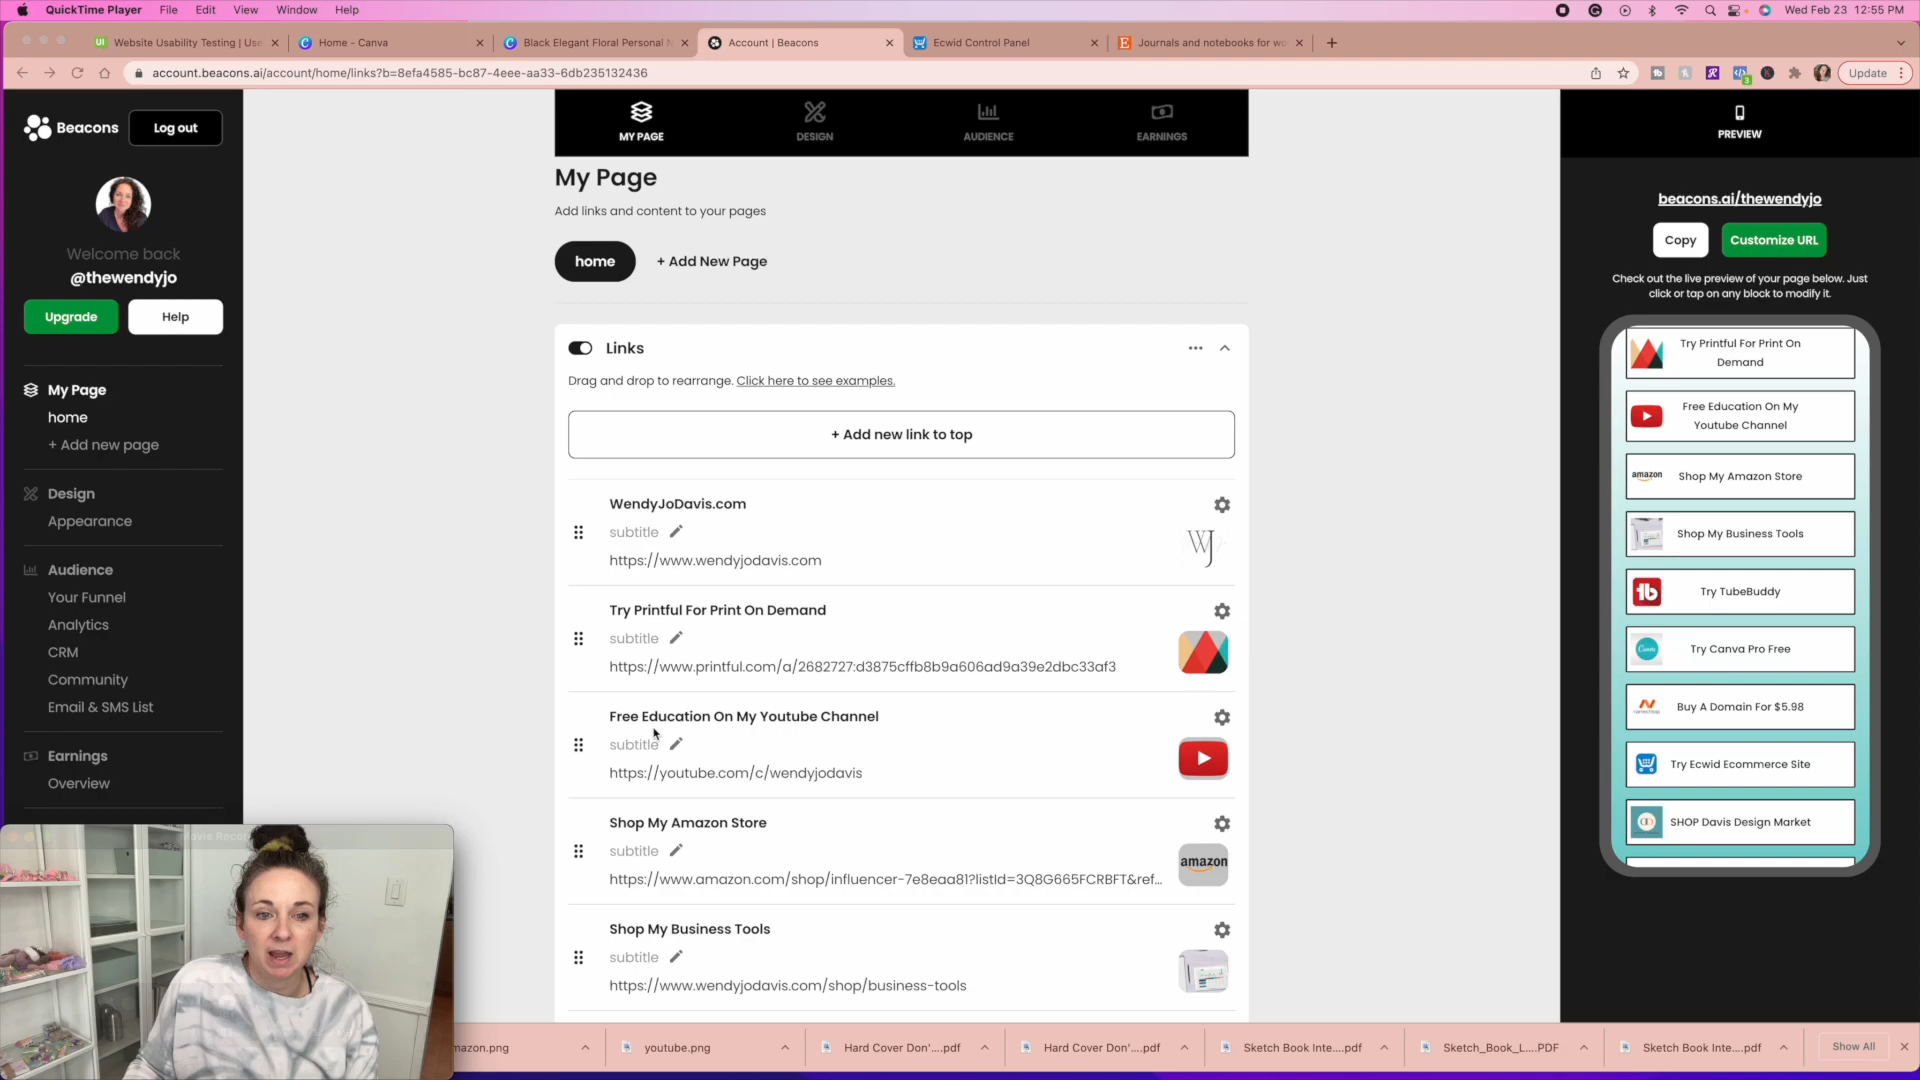 QuickTime Player File Edit View Window Help
Wed Feb 23 12:55 PM
Website Usability Testing | Use
Home – Canva
Black Elegant Floral Personal N
Account | Beacons
Ecwid Control Panel
Journals and notebooks for wo
account.beacons.ai/account/home/links?b=8efa4585-bc87-4eee-aa33-6db235132436
Update
Beacons
Log out
Welcome back
@thewendyjo
Upgrade
Help
My Page
home
+ Add new page
Design
Appearance
Audience
Your Funnel
Analytics
CRM
Community
Email & SMS List
Earnings
Overview
MY PAGE
DESIGN
AUDIENCE
EARNINGS
My Page
Add links and content to your pages
home
+ Add New Page
Links
Drag and drop to rearrange. Click here to see examples.
+ Add new link to top
WendyJoDavis.com
subtitle
https://www.wendyjodavis.com
WJ
Try Printful For Print On Demand
subtitle
https://www.printful.com/a/2682727:d3875cffb8b9a606ad9a39e2dbc33af3
Free Education On My Youtube Channel
subtitle
https://youtube.com/c/wendyjodavis
Shop My Amazon Store
subtitle
https://www.amazon.com/shop/influencer-7e8eaa81?listId=3Q8G665FCRBFT&ref...
amazon
Shop My Business Tools
subtitle
https://www.wendyjodavis.com/shop/business-tools
PREVIEW
beacons.ai/thewendyjo
Copy
Customize URL
Check out the live preview of your page below. Just
click or tap on any block to modify it.
Try Printful For Print On
Demand
Free Education On My
Youtube Channel
amazon
Shop My Amazon Store
Shop My Business Tools
Try TubeBuddy
Try Canva Pro Free
Buy A Domain For $5.98
Try Ecwid Ecommerce Site
SHOP Davis Design Market
mazon.png
youtube.png
Hard Cover Don'....pdf
Hard Cover Don'....pdf
Sketch Book Inte....pdf
Sketch_Book_L....PDF
Sketch Book Inte....pdf
Show All